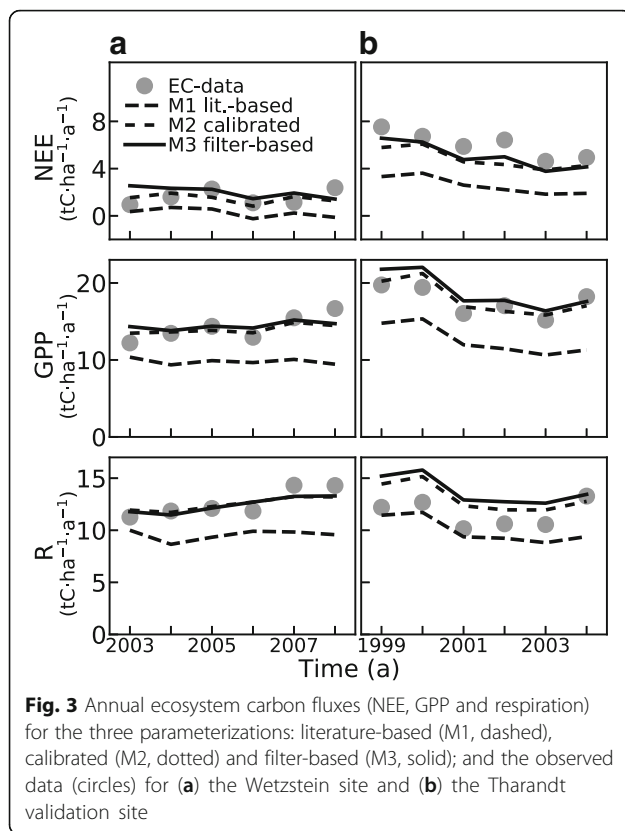 a
b
EC-data
M1 lit.-based
M2 calibrated
M3 filter-based
NEE
(tC·ha⁻¹·a⁻¹)
8
4
0
GPP
(tC·ha⁻¹·a⁻¹)
20
10
0
R
(tC·ha⁻¹·a⁻¹)
15
10
5
0
2003 2005 2007 1999 2001 2003
Time (a)
Fig. 3 Annual ecosystem carbon fluxes (NEE, GPP and respiration)
for the three parameterizations: literature-based (M1, dashed),
calibrated (M2, dotted) and filter-based (M3, solid); and the observed
data (circles) for (a) the Wetzstein site and (b) the Tharandt
validation site